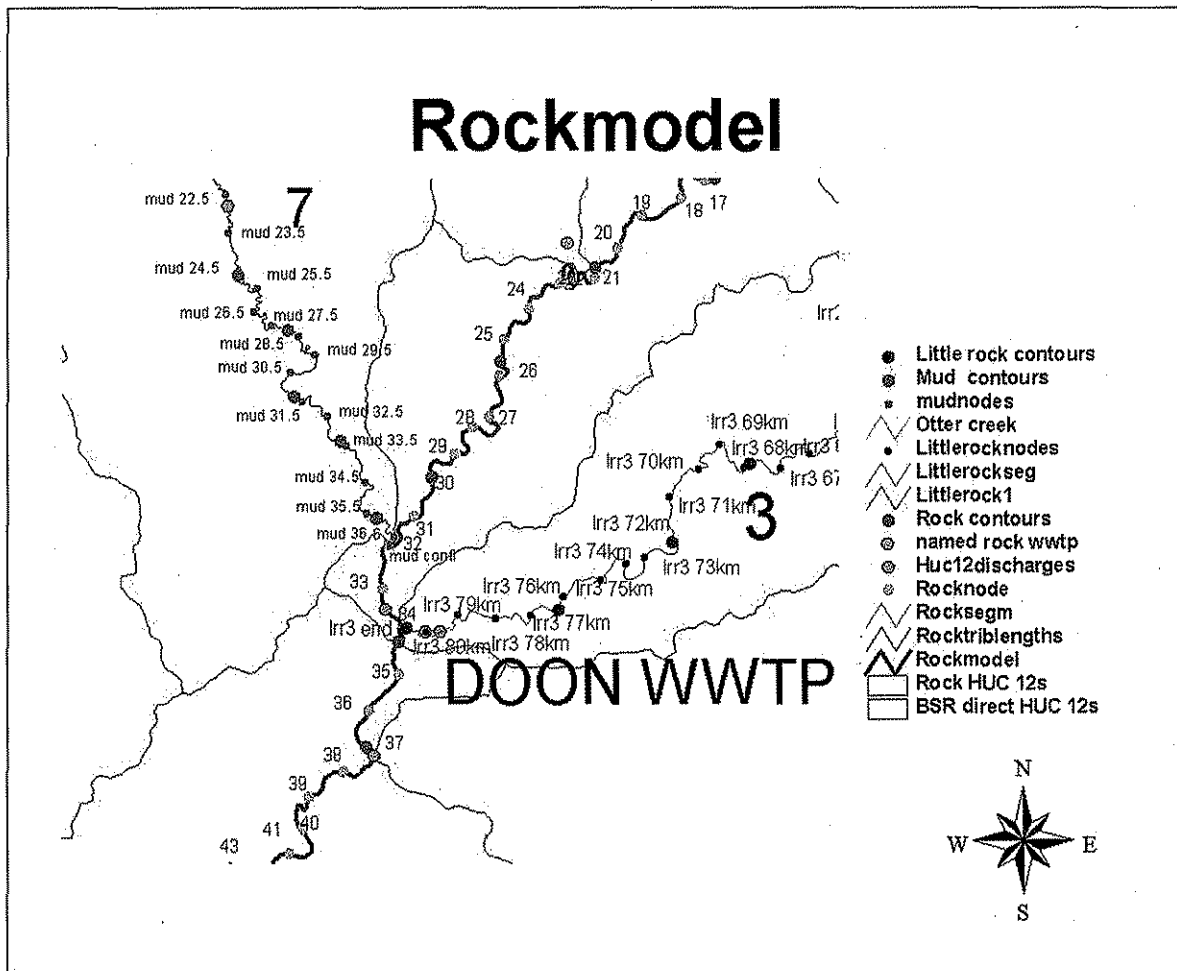 Rockmodel
mud 22.5
7
19
18
17
mud 23.5
20
mud 24.5
mud 25.5
21
24
mud 26.5
mud 27.5
25
mud 28.5
mud 29.5
mud 30.5
26
mud 31.5
mud 32.5
28
27
mud 33.5
29
lrr3 69km
lrr3 68km
lrr3 70km
lrr3 67
30
mud 34.5
lrr3 71km
3
mud 35.5
31
lrr3 72km
mud 36.6
32
mud confl
lrr3 74km
lrr3 73km
33
lrr3 76km
lrr3 75km
34
lrr3 79km
lrr3 77km
lrr3 end
lrr3 80km
lrr3 78km
35
DOON WWTP
36
37
38
39
40
41
43
Little rock contours
Mud contours
mudnodes
Otter creek
Littlerocknodes
Littlerockseg
Littlerock1
Rock contours
named rock wwtp
Huc12discharges
Rocknode
Rocksegm
Rocktriblengths
Rockmodel
Rock HUC 12s
BSR direct HUC 12s
N
W
E
S